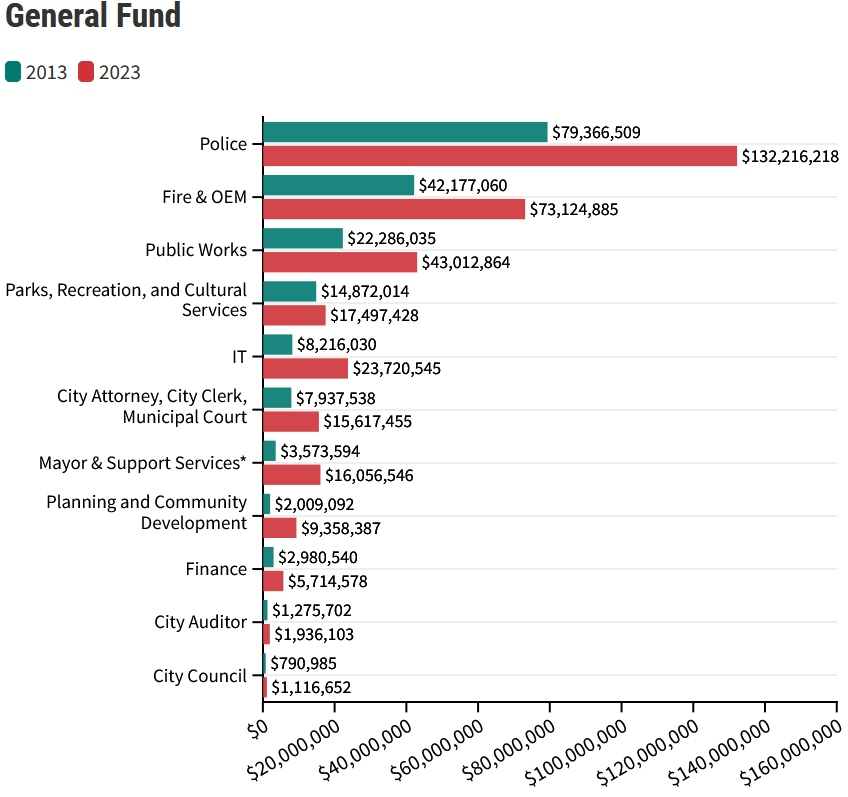 General Fund
2013 2023
Police
$79,366,509
$132,216,218
Fire & OEM
$42,177,060
$73,124,885
Public Works
$22,286,035
$43,012,864
Parks, Recreation, and Cultural
Services
$14,872,014
$17,497,428
IT
$8,216,030
$23,720,545
City Attorney, City Clerk,
Municipal Court
$7,937,538
$15,617,455
Mayor & Support Services*
$3,573,594
$16,056,546
Planning and Community
Development
$2,009,092
$9,358,387
Finance
$2,980,540
$5,714,578
City Auditor
$1,275,702
$1,936,103
City Council
$790,985
$1,116,652
$0
$20,000,000
$40,000,000
$60,000,000
$80,000,000
$100,000,000
$120,000,000
$140,000,000
$160,000,000